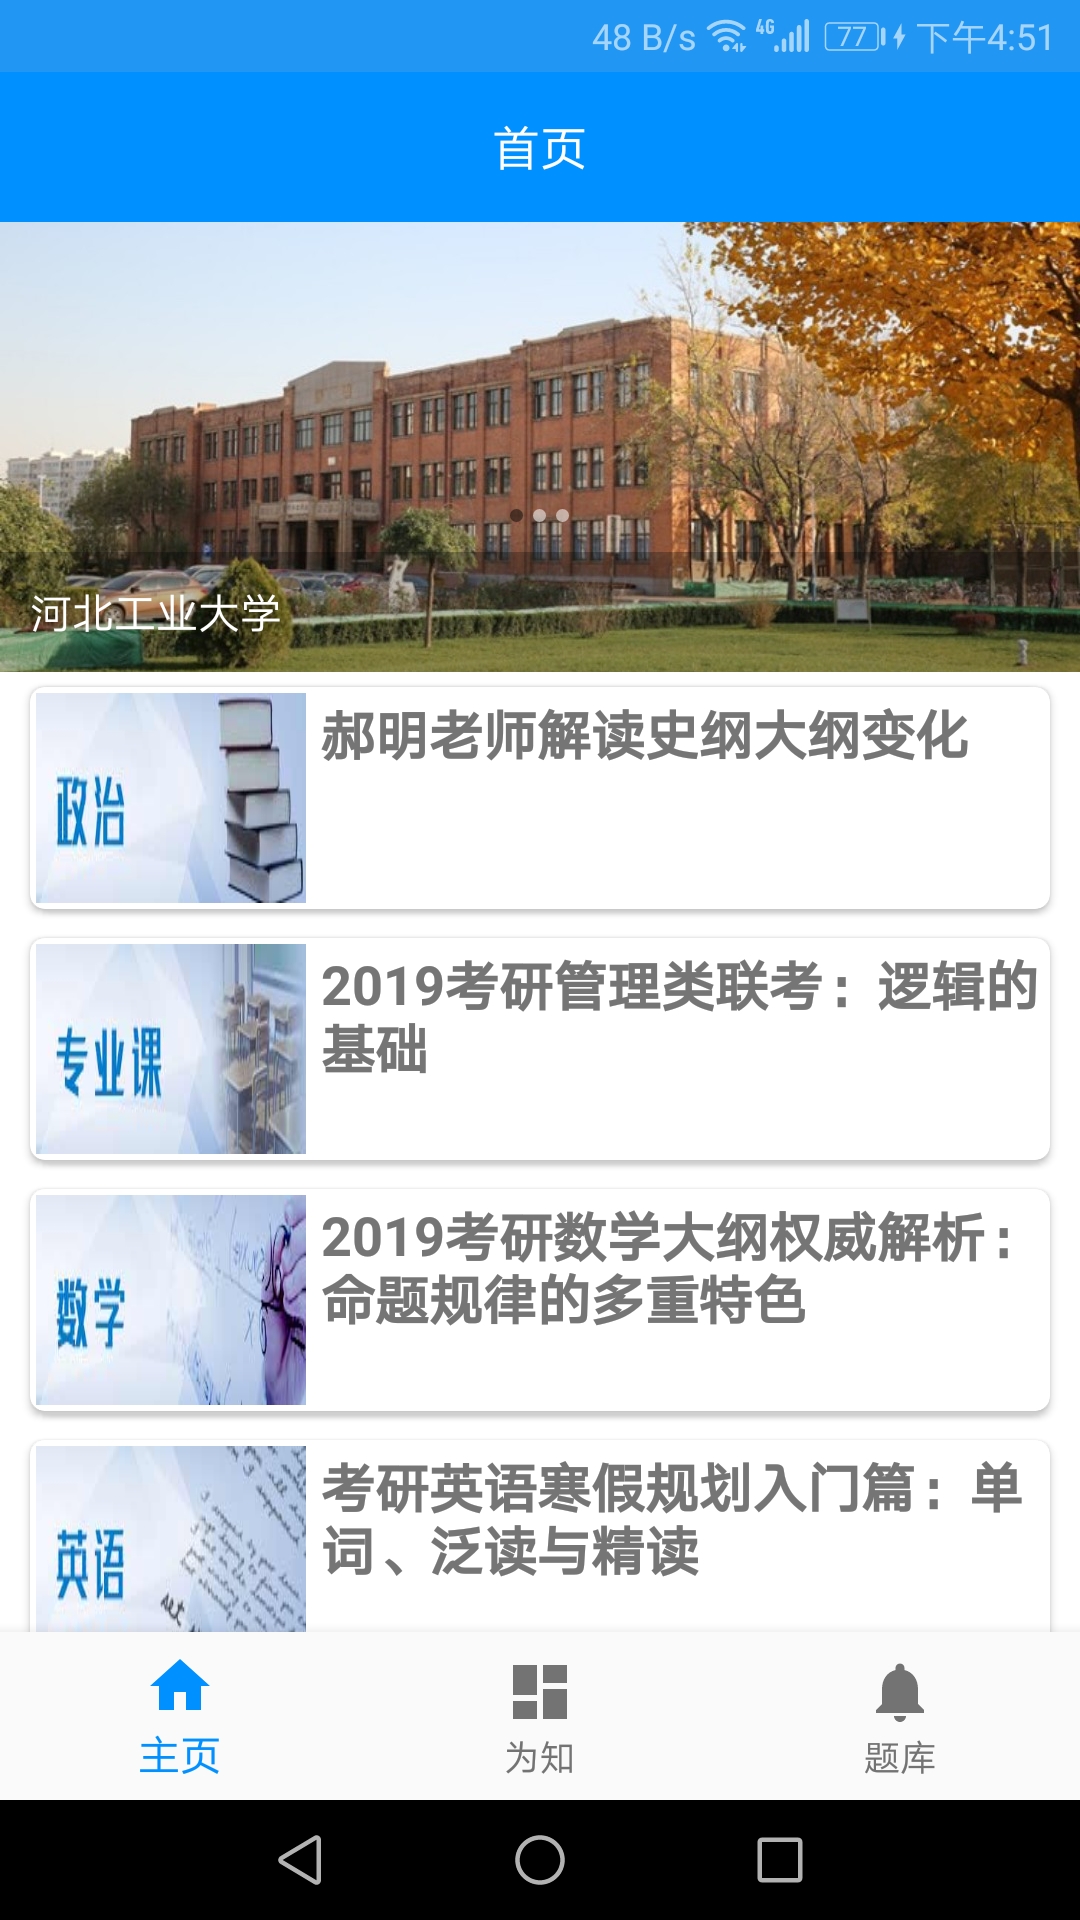 48 B/s 4G 77 下午4:51
首页
河北工业大学
政治
郝明老师解读史纲大纲变化
专业课
2019考研管理类联考：逻辑的
基础
数学
2019考研数学大纲权威解析：
命题规律的多重特色
英语
考研英语寒假规划入门篇：单
词、泛读与精读
主页
为知
题库